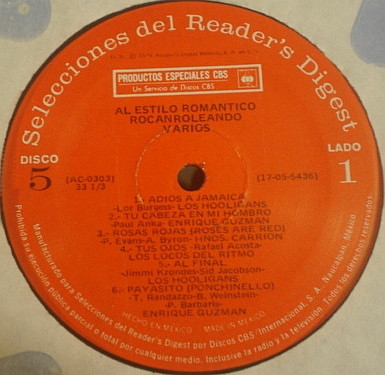 Selecciones del Reader's Digest
PRODUCTOS ESPECIALES CBS
Un Servicio de Discos CBS
AL ESTILO ROMANTICO
ROCANROLEANDO
VARIOS
DISCO
5
LADO
1
[AC-0303]
33 1/3
(17-05-5436)
1.- ADIOS A JAMAICA
-Lor Burgess- LOS HOOLIGANS
2.- TU CABEZA EN MI HOMBRO
-Paul Anka- ENRIQUE GUZMAN
3.- ROSAS ROJAS (ROSES ARE RED)
-P. Evans-A. Byron- HNOS. CARRION
4.- TUS OJOS -Rafael Acosta-
LOS LOCOS DEL RITMO
5.- AL FINAL
-Jimmi Krondes-Sid Jacobson-
LOS HOOLIGANS
6.- PAYASITO (PONCHINELLO)
-T. Randazzo-B. Weinstein-
P. Barbaris-
ENRIQUE GUZMAN
HECHO EN MEXICO MADE IN MEXICO
Manufacturado para Selecciones del Reader's Digest por Discos CBS/International, S. A., Naucalpan, México.
Prohibida su ejecución pública parcial o total por cualquier medio. Inclusive la radio y la televisión. Todos los derechos reservados.